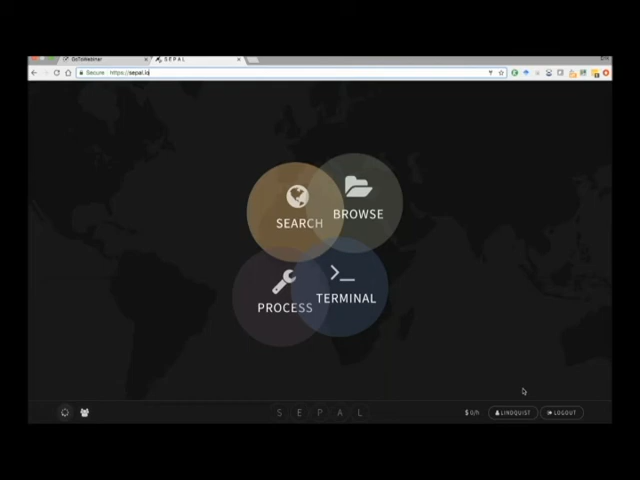 GoToWebinar
SEPAL
Secure
https://sepal.io
SEARCH
BROWSE
PROCESS
TERMINAL
S E P A L
$ 0/h
LINDQUIST
LOGOUT